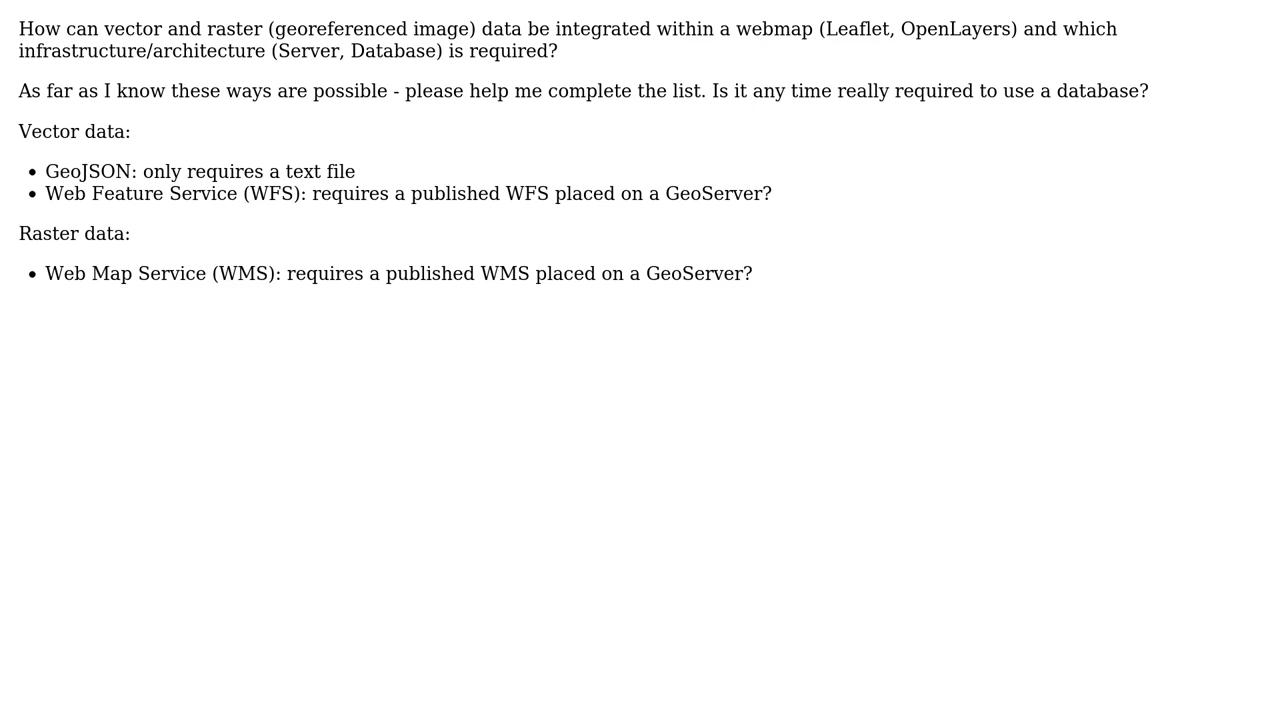 How can vector and raster (georeferenced image) data be integrated within a webmap (Leaflet, OpenLayers) and which
infrastructure/architecture (Server, Database) is required?
As far as I know these ways are possible - please help me complete the list. Is it any time really required to use a database?
Vector data:
• GeoJSON: only requires a text file
• Web Feature Service (WFS): requires a published WFS placed on a GeoServer?
Raster data:
• Web Map Service (WMS): requires a published WMS placed on a GeoServer?